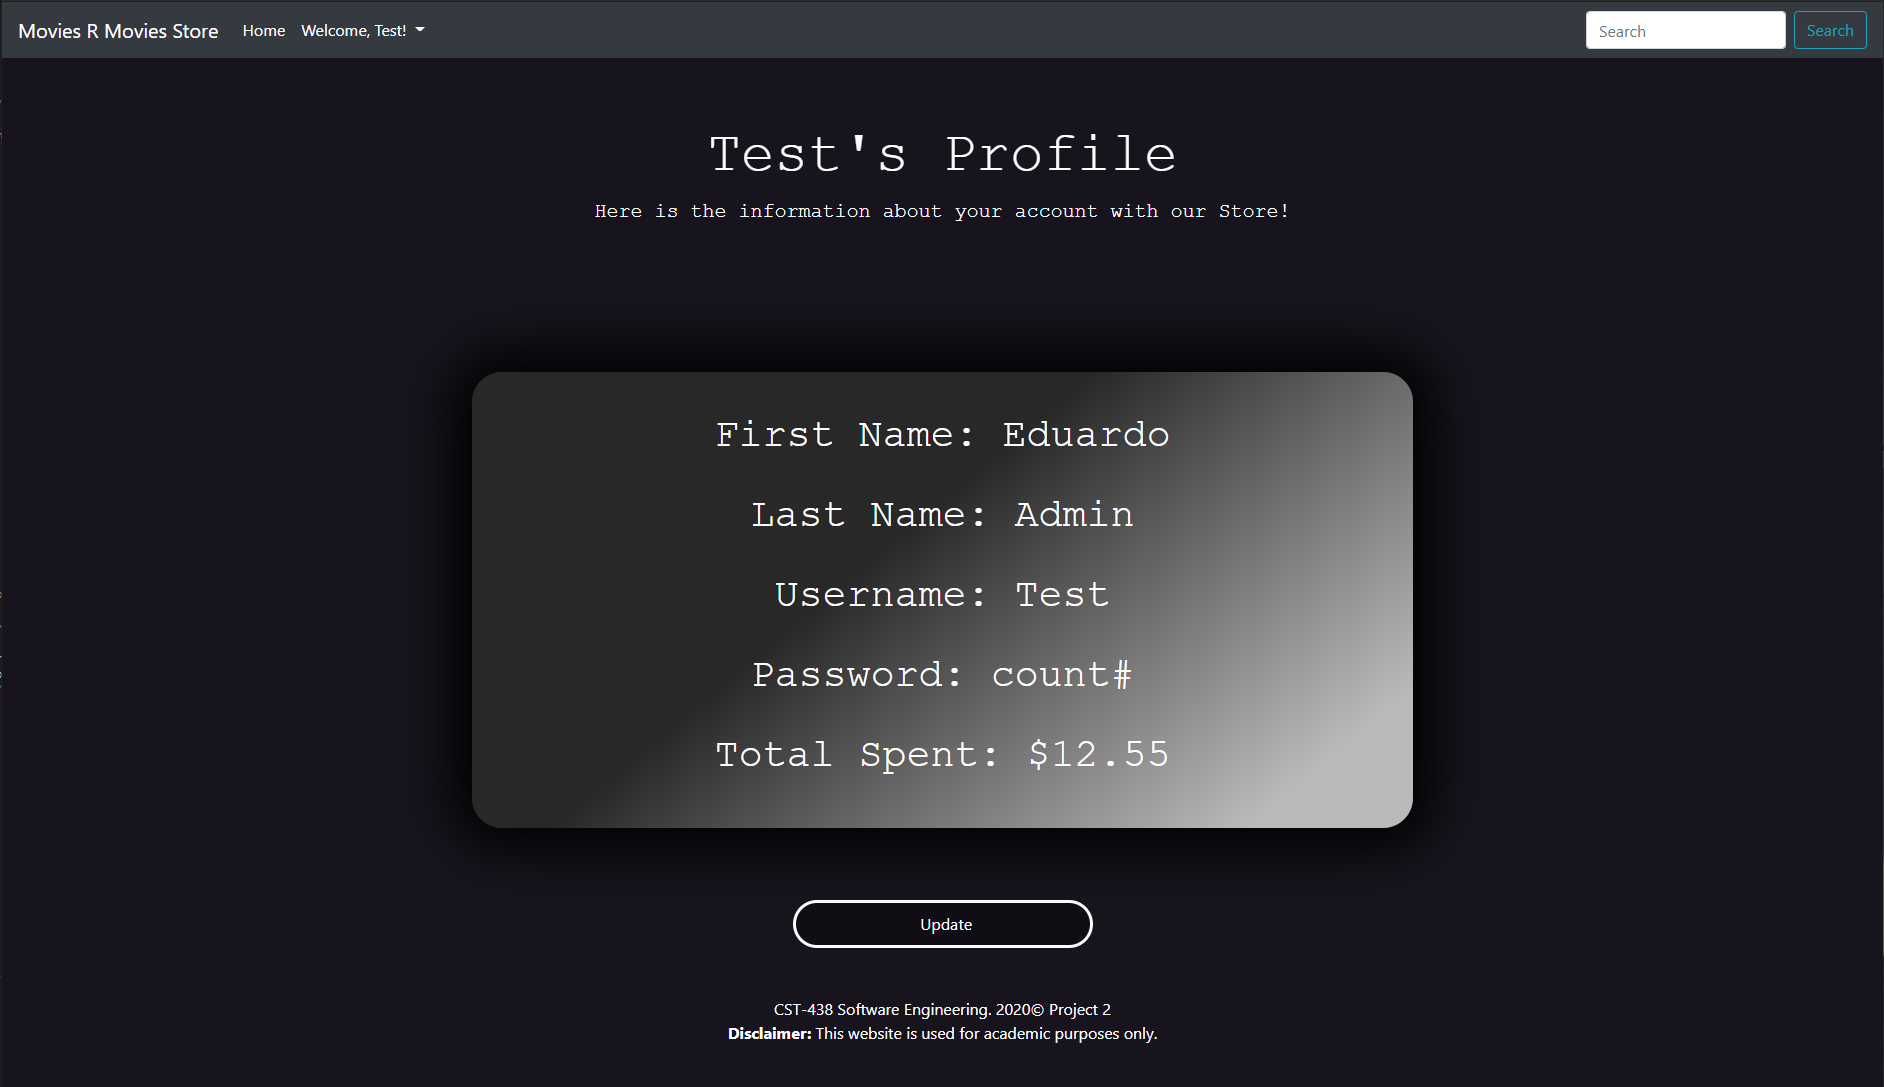 Movies R Movies Store Home Welcome, Test! Search Search
Test's Profile
Here is the information about your account with our Store!
First Name: Eduardo
Last Name: Admin
Username: Test
Password: count#
Total Spent: $12.55
Update
CST-438 Software Engineering. 2020© Project 2
Disclaimer: This website is used for academic purposes only.